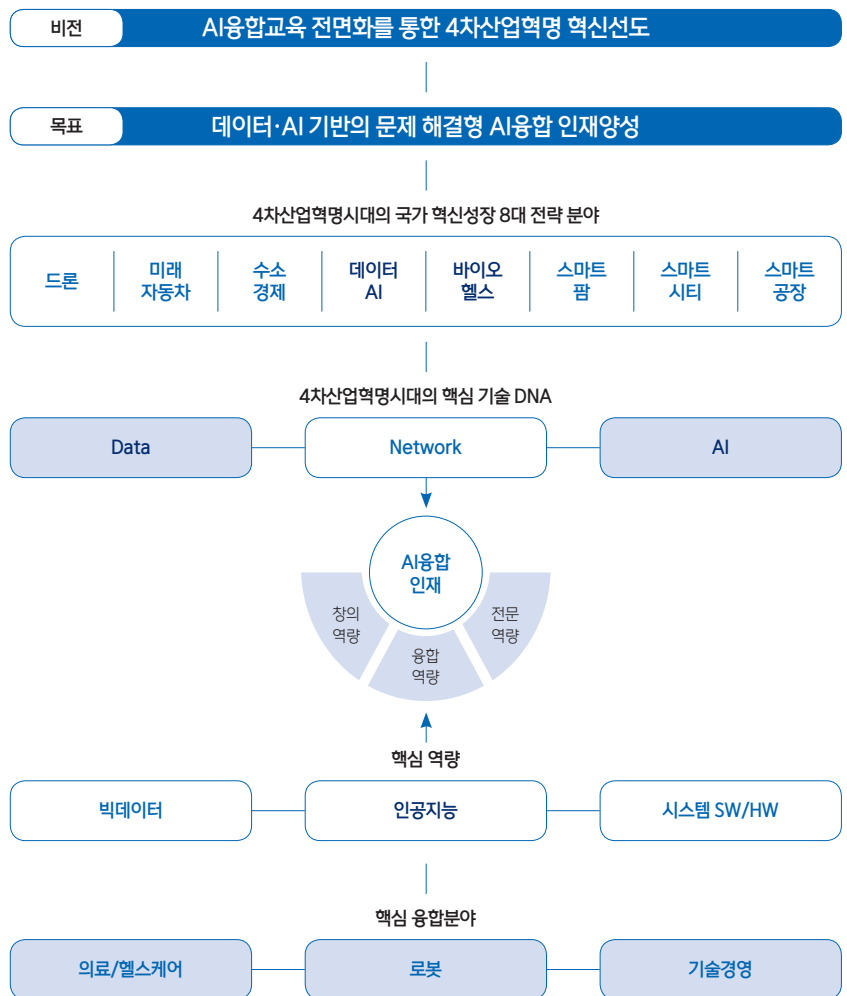 비전
AI융합교육 전면화를 통한 4차산업혁명 혁신선도
목표
데이터·AI 기반의 문제 해결형 AI융합 인재양성
4차산업혁명시대의 국가 혁신성장 8대 전략 분야
드론
미래
자동차
수소
경제
데이터
AI
바이오
헬스
스마트
팜
스마트
시티
스마트
공장
4차산업혁명시대의 핵심 기술 DNA
Data
Network
AI
AI융합
인재
창의
역량
융합
역량
전문
역량
핵심 역량
빅데이터
인공지능
시스템 SW/HW
핵심 융합분야
의료/헬스케어
로봇
기술경영